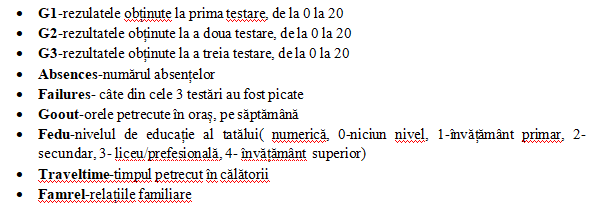 • G1-rezulatele obținute la prima testare, de la 0 la 20
• G2-rezultatele obținute la a doua testare, de la 0 la 20
• G3-rezultatele obținute la a treia testare, de la 0 la 20
• Absences-numărul absențelor
• Failures- câte din cele 3 testări au fost picate
• Goout-orele petrecute în oraș, pe săptămână
• Fedu-nivelul de educație al tatălui( numerică, 0-niciun nivel, 1-învățământ primar, 2-
secundar, 3- liceu/prefesională, 4- învățământ superior)
• Traveltime-timpul petrecut în călătorii
• Famrel-relațiile familiare